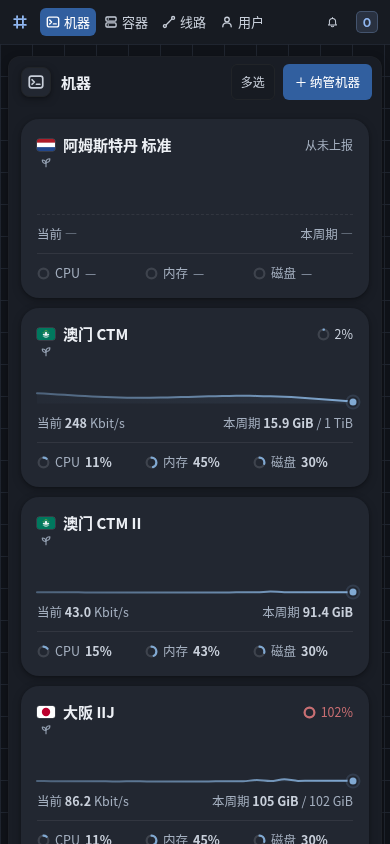 机器 容器 线路 用户 O
机器 多选 + 纳管机器
阿姆斯特丹 标准 从未上报
当前 — 本周期 —
CPU — 内存 — 磁盘 —
澳门 CTM 2%
当前 248 Kbit/s 本周期 15.9 GiB / 1 TiB
CPU 11% 内存 45% 磁盘 30%
澳门 CTM II
当前 43.0 Kbit/s 本周期 91.4 GiB
CPU 15% 内存 43% 磁盘 30%
大阪 IIJ 102%
当前 86.2 Kbit/s 本周期 105 GiB / 102 GiB
CPU 11% 内存 45% 磁盘 30%